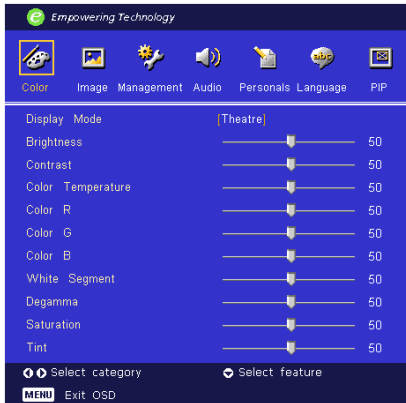 e Empowering Technology
abc
Color Image Management Audio Personals Language PIP
Display Mode [Theatre]
Brightness 50
Contrast 50
Color Temperature 50
Color R 50
Color G 50
Color B 50
White Segment 50
Degamma 50
Saturation 50
Tint 50
Select category Select feature
MENU Exit OSD